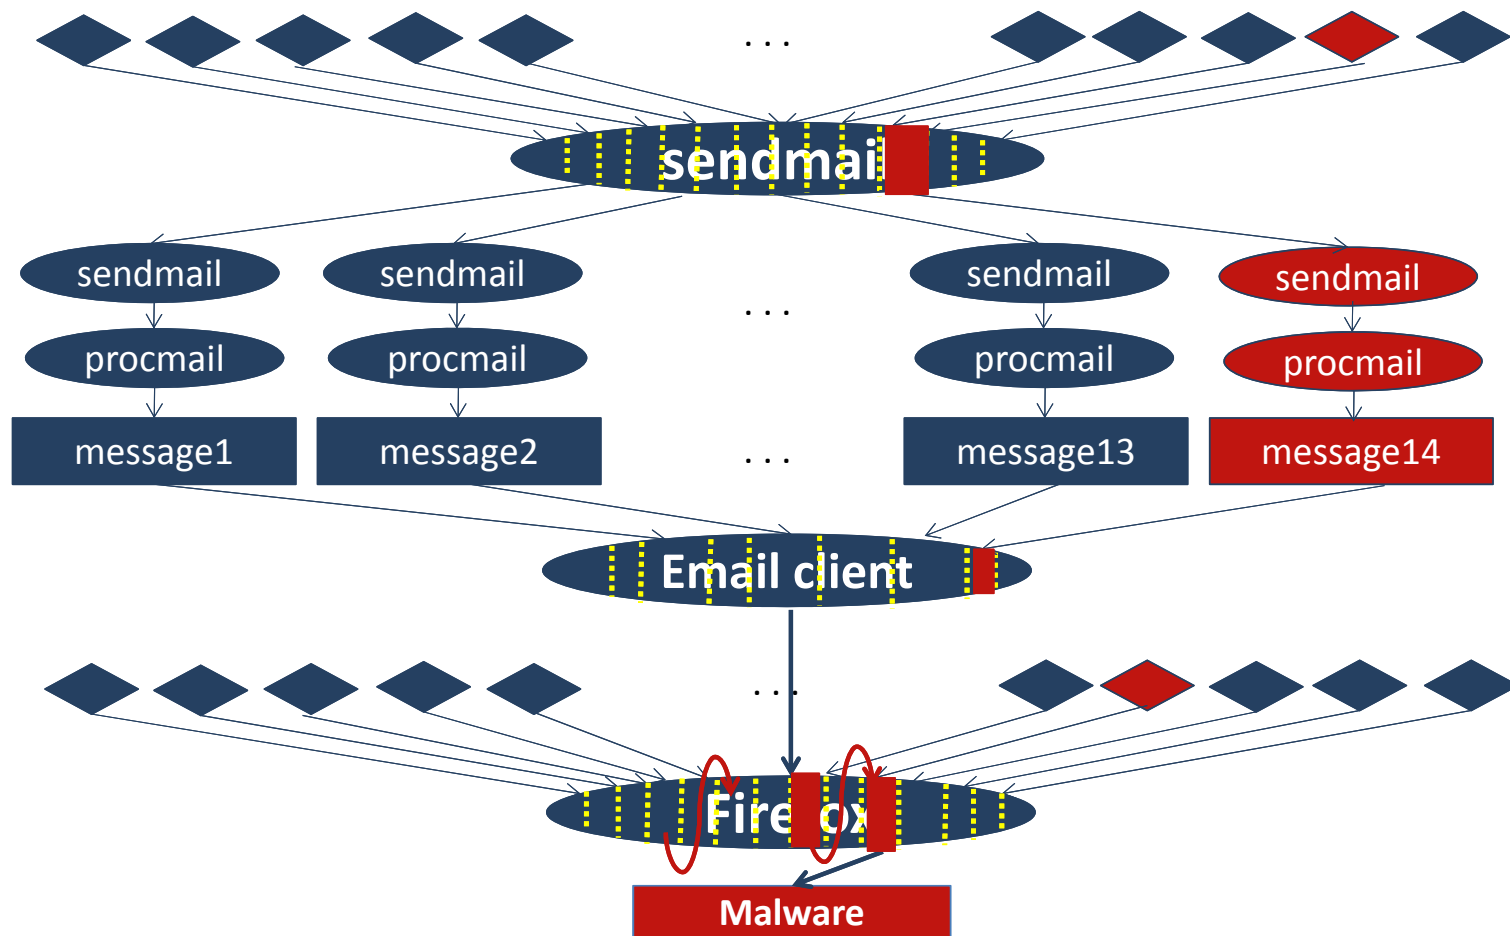 . . .
sendmail
sendmail
sendmail
sendmail
sendmail
. . .
procmail
procmail
procmail
procmail
message1
message2
. . .
message13
message14
Email client
. . .
Firefox
Malware